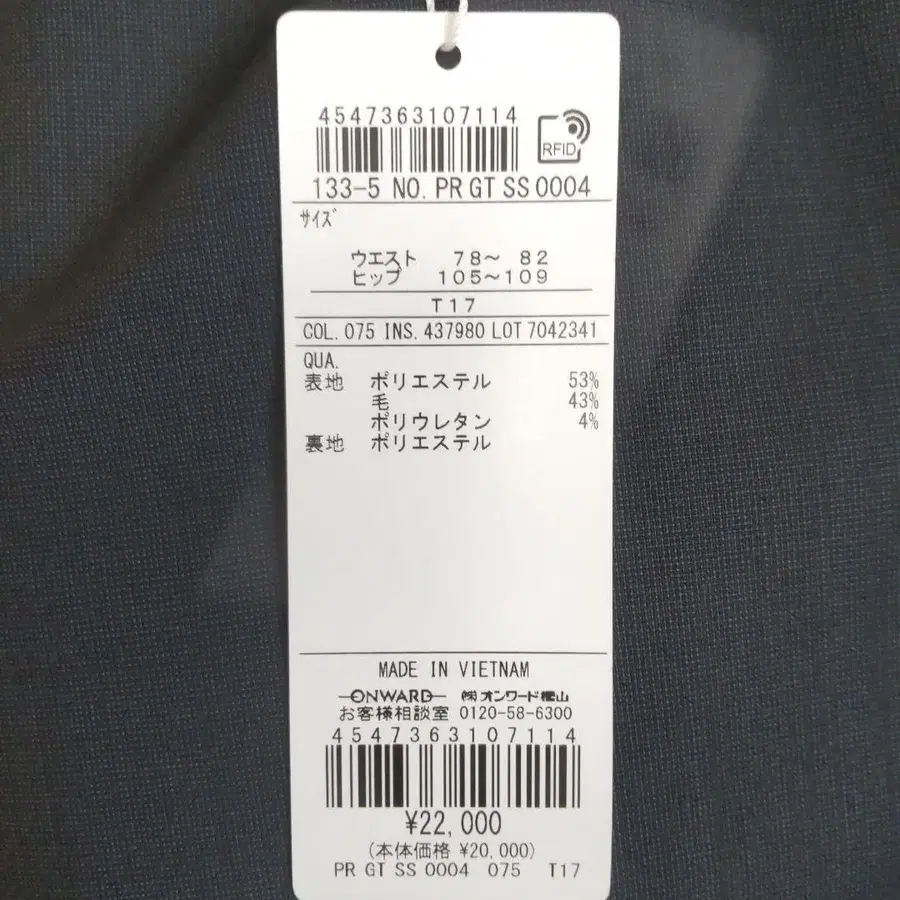 4547363107114
RFID
133-5 NO. PR GT SS 0004
ｻｲｽﾞ
ウエスト 78～ 82
ヒップ 105～109
T17
COL. 075 INS. 437980 LOT 7042341
QUA.
表地 ポリエステル 53%
毛 43%
ポリウレタン 4%
裏地 ポリエステル
MADE IN VIETNAM
ONWARD ㈱オンワード樫山
お客様相談室 0120-58-6300
4547363107114
¥22,000
(本体価格 ¥20,000)
PR GT SS 0004 075 T17